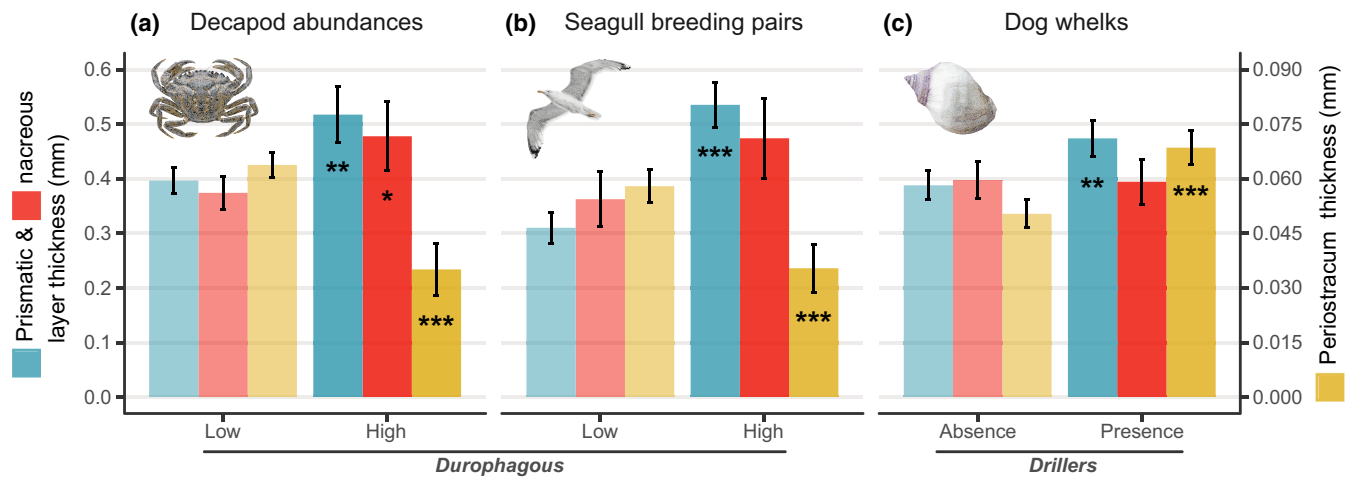 (a) Decapod abundances
(b) Seagull breeding pairs
(c) Dog whelks
Prismatic & nacreous
layer thickness (mm)
0.6
0.5
0.4
0.3
0.2
0.1
0.0
** * ***
*** ***
** ***
0.090
0.075
0.060
0.045
0.030
0.015
0.000
Periostracum thickness (mm)
Low High
Low High
Absence Presence
Durophagous
Drillers